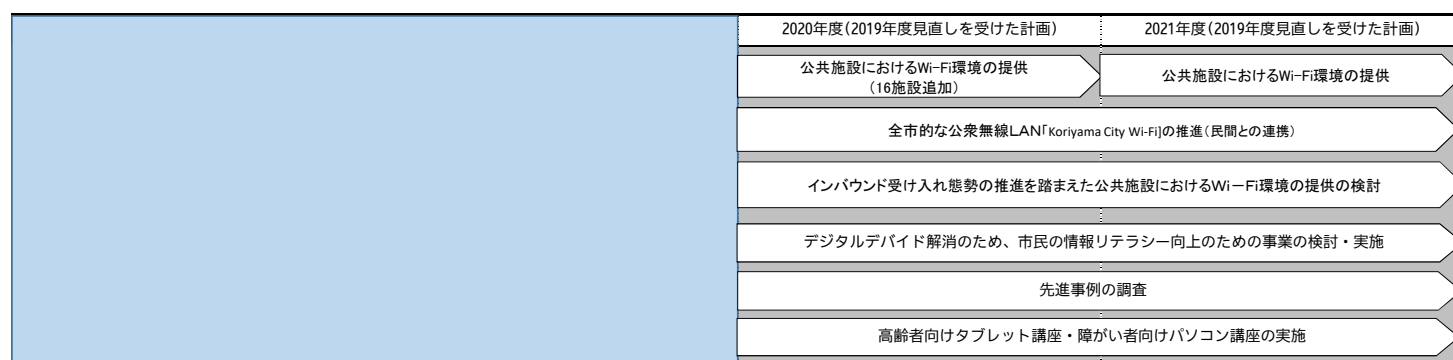 2020年度(2019年度見直しを受けた計画)
2021年度(2019年度見直しを受けた計画)
公共施設におけるWi-Fi環境の提供
(16施設追加)
公共施設におけるWi-Fi環境の提供
全市的な公衆無線LAN「Koriyama City Wi-Fi]の推進(民間との連携)
インバウンド受け入れ態勢の推進を踏まえた公共施設におけるWi-Fi環境の提供の検討
デジタルデバイド解消のため、市民の情報リテラシー向上のための事業の検討・実施
先進事例の調査
高齢者向けタブレット講座・障がい者向けパソコン講座の実施